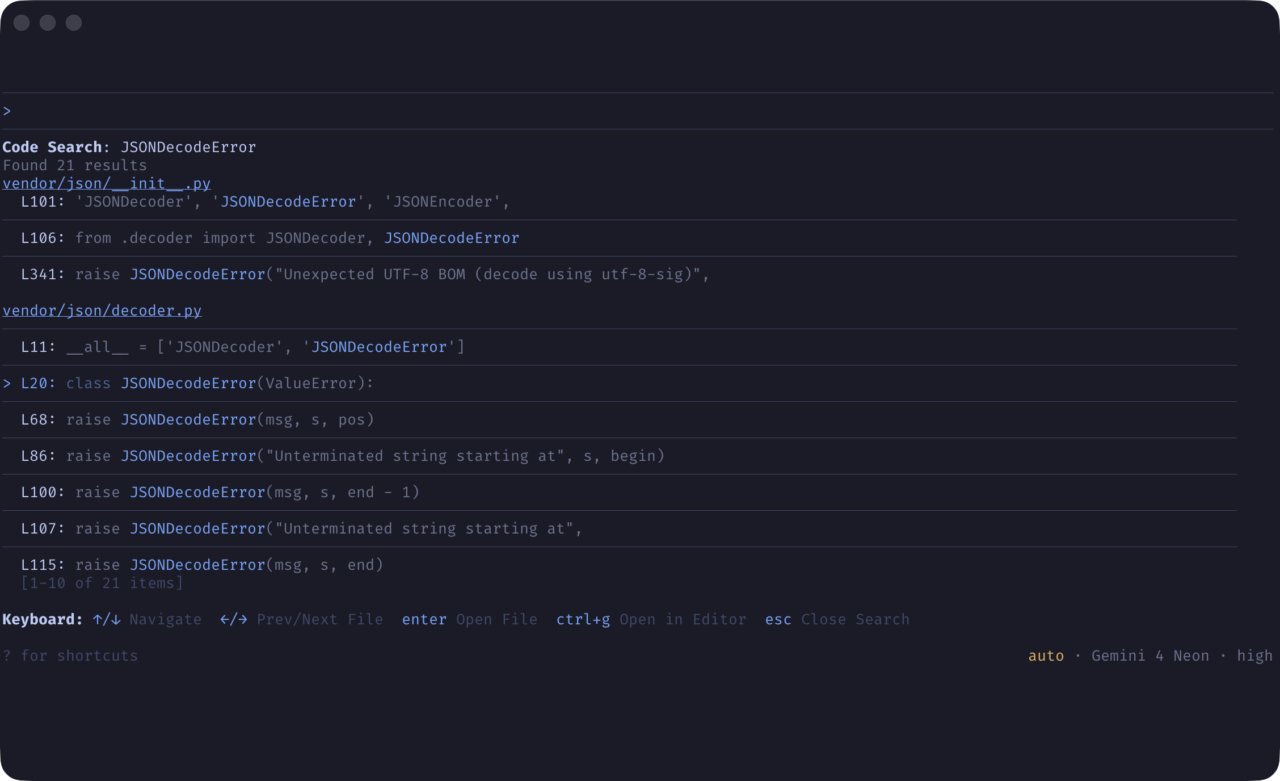 >
Code Search: JSONDecodeError
Found 21 results
vendor/json/__init__.py
L101: 'JSONDecoder', 'JSONDecodeError', 'JSONEncoder',
L106: from .decoder import JSONDecoder, JSONDecodeError
L341: raise JSONDecodeError("Unexpected UTF-8 BOM (decode using utf-8-sig)",
vendor/json/decoder.py
L11: __all__ = ['JSONDecoder', 'JSONDecodeError']
> L20: class JSONDecodeError(ValueError):
L68: raise JSONDecodeError(msg, s, pos)
L86: raise JSONDecodeError("Unterminated string starting at", s, begin)
L100: raise JSONDecodeError(msg, s, end - 1)
L107: raise JSONDecodeError("Unterminated string starting at",
L115: raise JSONDecodeError(msg, s, end)
[1-10 of 21 items]
Keyboard: ↑/↓ Navigate ←/→ Prev/Next File enter Open File ctrl+g Open in Editor esc Close Search
? for shortcuts auto · Gemini 4 Neon · high